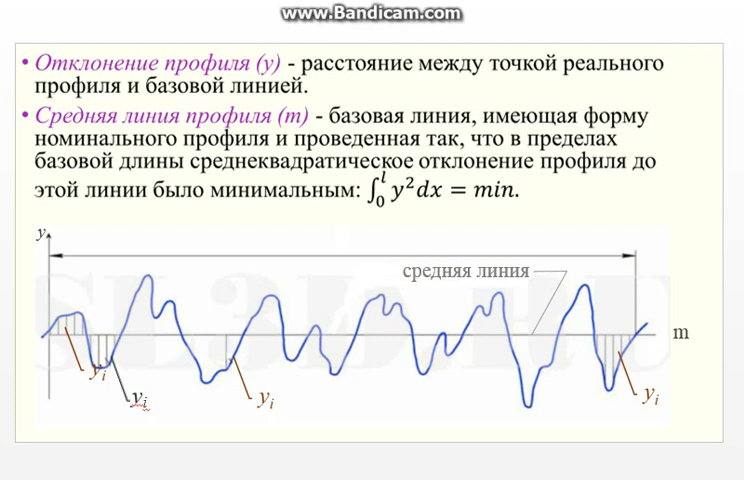 www.Bandicam.com
• Отклонение профиля (y) - расстояние между точкой реального
профиля и базовой линией.
• Средняя линия профиля (m) - базовая линия, имеющая форму
номинального профиля и проведенная так, что в пределах
базовой длины среднеквадратическое отклонение профиля до
этой линии было минимальным: ∫₀ˡ y²dx = min.
y
средняя линия
m
yᵢ
yᵢ
yᵢ
yᵢ